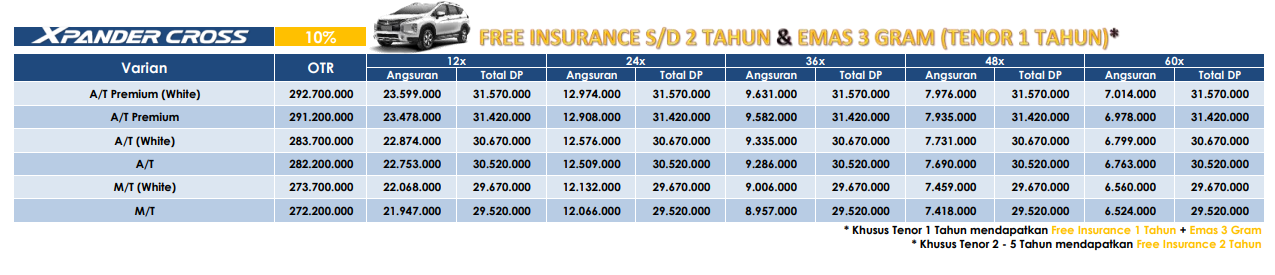 XPANDER CROSS 10% FREE INSURANCE S/D 2 TAHUN & EMAS 3 GRAM (TENOR 1 TAHUN)*
Varian OTR 12x 24x 36x 48x 60x
Angsuran Total DP Angsuran Total DP Angsuran Total DP Angsuran Total DP Angsuran Total DP
A/T Premium (White) 292.700.000 23.599.000 31.570.000 12.974.000 31.570.000 9.631.000 31.570.000 7.976.000 31.570.000 7.014.000 31.570.000
A/T Premium 291.200.000 23.478.000 31.420.000 12.908.000 31.420.000 9.582.000 31.420.000 7.935.000 31.420.000 6.978.000 31.420.000
A/T (White) 283.700.000 22.874.000 30.670.000 12.576.000 30.670.000 9.335.000 30.670.000 7.731.000 30.670.000 6.799.000 30.670.000
A/T 282.200.000 22.753.000 30.520.000 12.509.000 30.520.000 9.286.000 30.520.000 7.690.000 30.520.000 6.763.000 30.520.000
M/T (White) 273.700.000 22.068.000 29.670.000 12.132.000 29.670.000 9.006.000 29.670.000 7.459.000 29.670.000 6.560.000 29.670.000
M/T 272.200.000 21.947.000 29.520.000 12.066.000 29.520.000 8.957.000 29.520.000 7.418.000 29.520.000 6.524.000 29.520.000
* Khusus Tenor 1 Tahun mendapatkan Free Insurance 1 Tahun + Emas 3 Gram
* Khusus Tenor 2 - 5 Tahun mendapatkan Free Insurance 2 Tahun